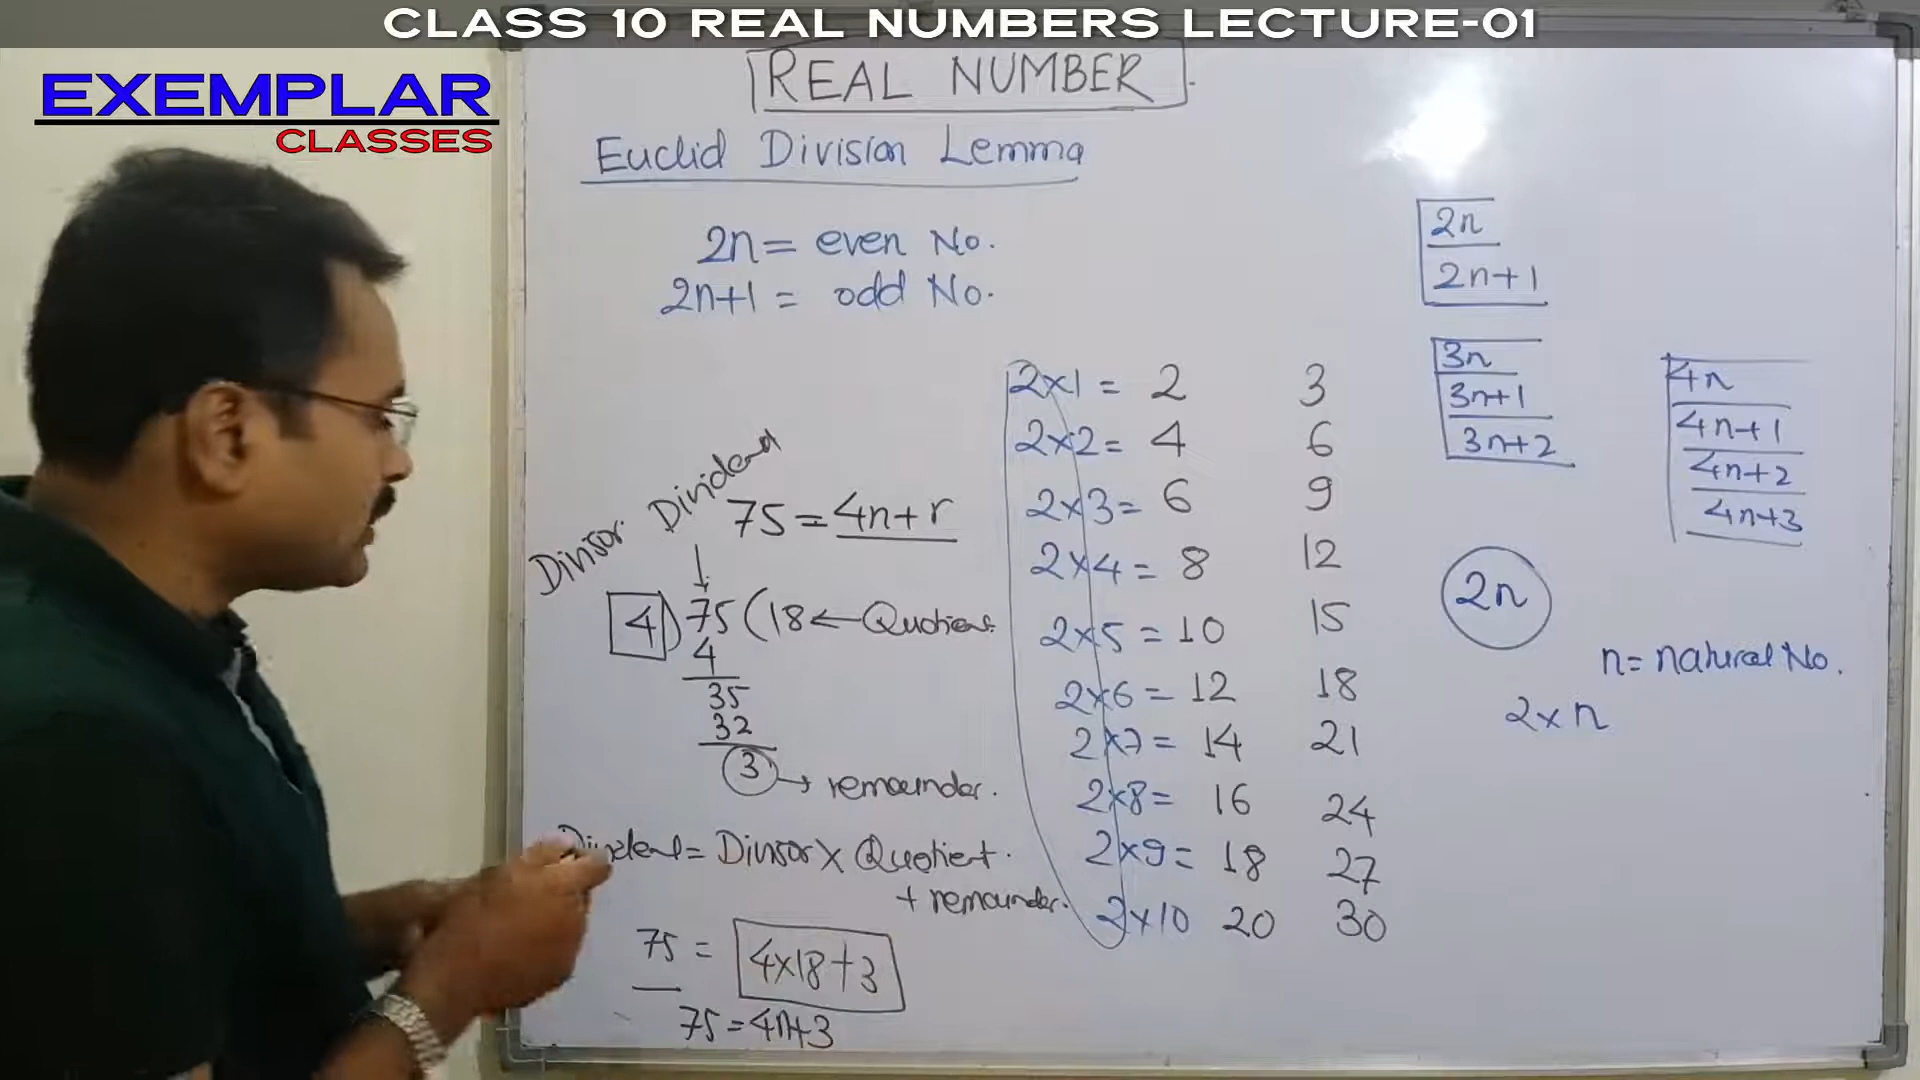 CLASS 10 REAL NUMBERS LECTURE-01
EXEMPLAR
CLASSES
REAL NUMBER
Euclid Division Lemma
2n = even No.
2n+1 = odd No.
Divisor
Dividend
75 = 4n+r
4)75(18 ← Quotient
4
35
32
3 → remainder.
Dividend = Divisor × Quotient.
+ remainder.
75 = 4×18+3
75 = 4n+3
2×1 = 2 3
2×2 = 4 6
2×3 = 6 9
2×4 = 8 12
2×5 = 10 15
2×6 = 12 18
2×7 = 14 21
2×8 = 16 24
2×9 = 18 27
2×10 20 30
2n
2n+1
3n
3n+1
3n+2
4n
4n+1
4n+2
4n+3
2n
n = natural No.
2×n